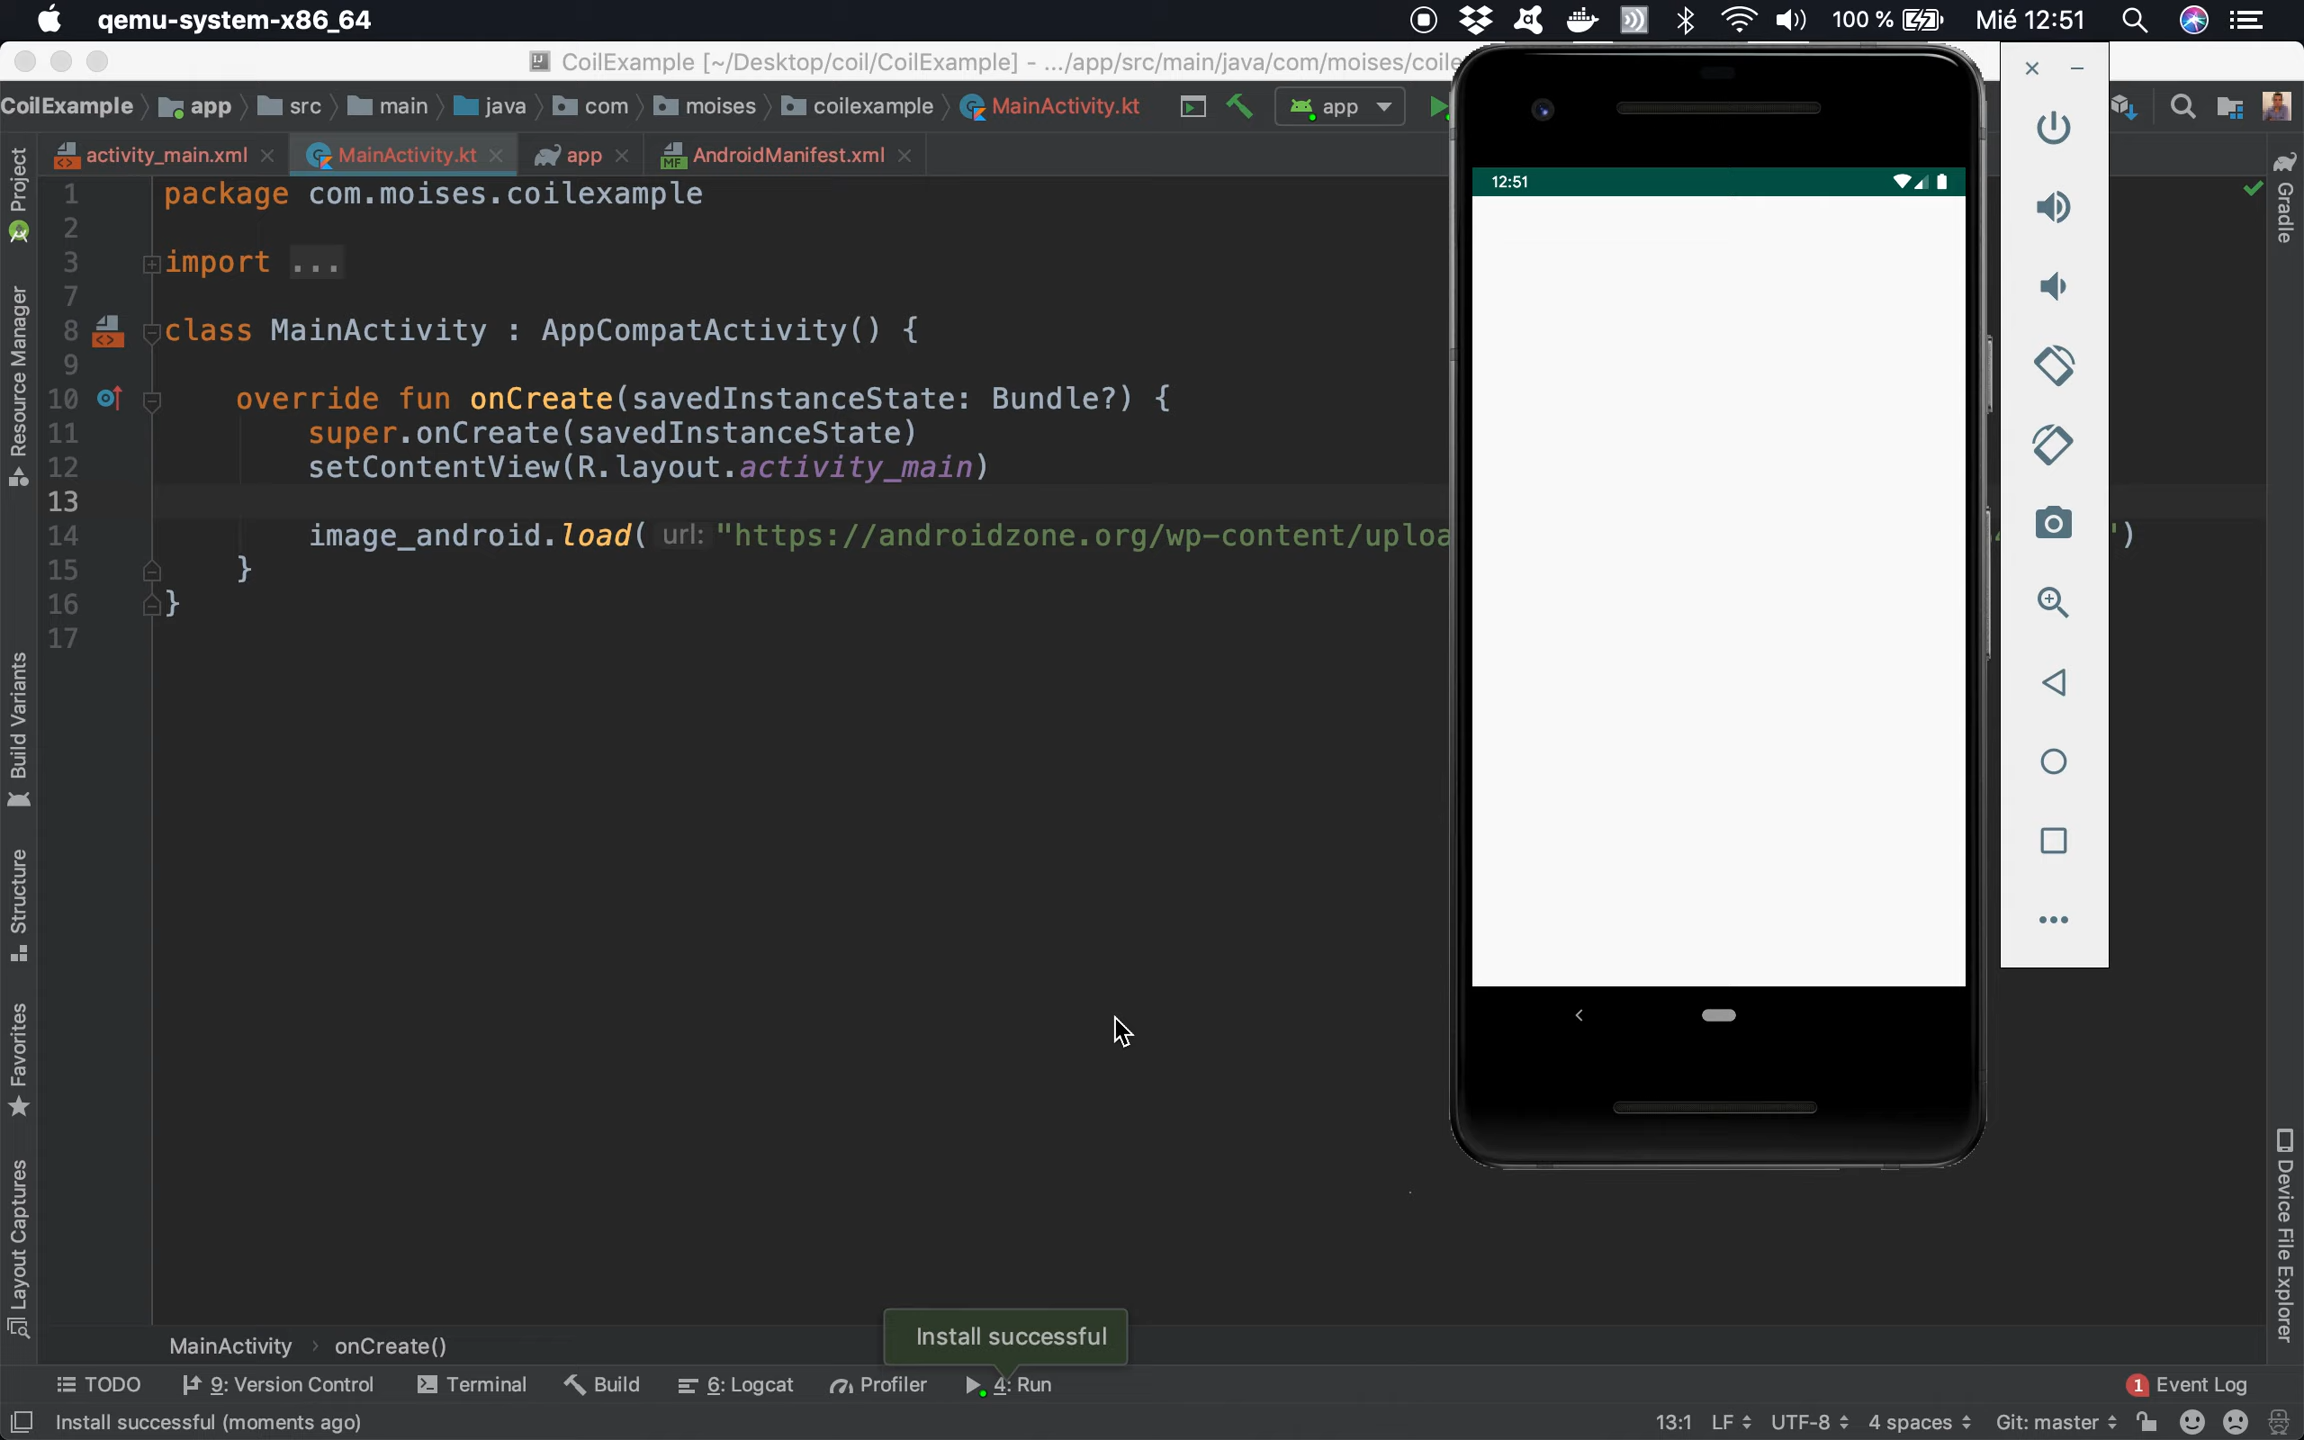 qemu-system-x86_64
100 %
Mié 12:51
CoilExample [~/Desktop/coil/CoilExample] - .../app/src/main/java/com/moises/coile
CoilExample app src main java com moises coilexample MainActivity.kt app
activity_main.xml MainActivity.kt app AndroidManifest.xml
Project
Resource Manager
Build Variants
Structure
Favorites
Layout Captures
1 package com.moises.coilexample
2
3 import ...
7
8 class MainActivity : AppCompatActivity() {
9
10 override fun onCreate(savedInstanceState: Bundle?) {
11 super.onCreate(savedInstanceState)
12 setContentView(R.layout.activity_main)
13
14 image_android.load( url: "https://androidzone.org/wp-content/uploa ")
15 }
16 }
17
12:51
Gradle
Device File Explorer
MainActivity › onCreate()
Install successful
TODO 9: Version Control Terminal Build 6: Logcat Profiler 4: Run 1 Event Log
Install successful (moments ago) 13:1 LF UTF-8 4 spaces Git: master